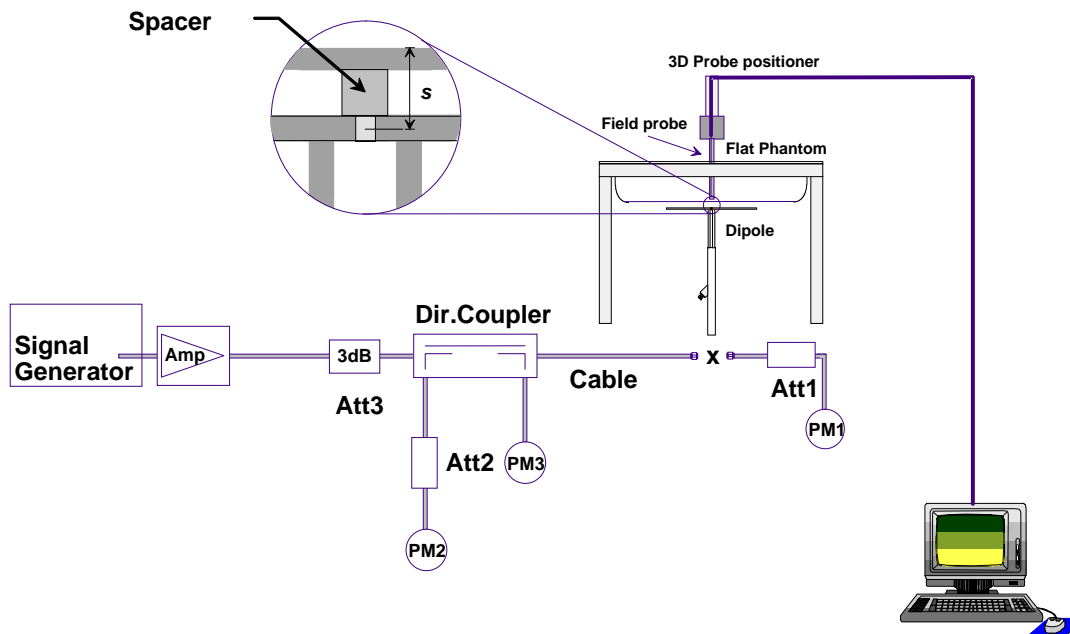 Spacer
s
3D Probe positioner
Field probe
Flat Phantom
Dipole
Dir.Coupler
Signal
Generator
Amp
3dB
Cable
x
Att1
Att3
PM1
Att2
PM3
PM2